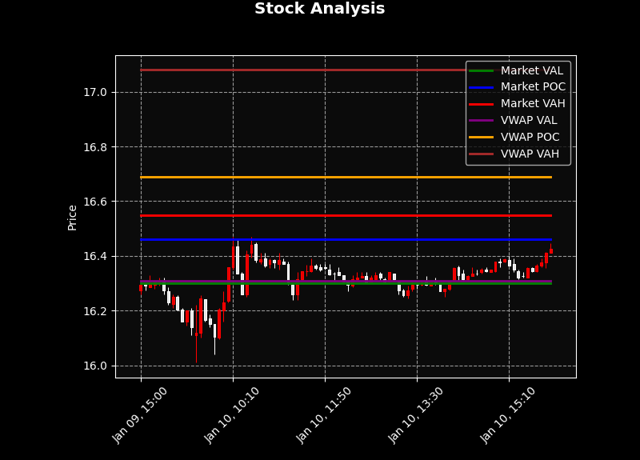 Stock Analysis
Market VAL
Market POC
Market VAH
VWAP VAL
VWAP POC
VWAP VAH
Price
17.0
16.8
16.6
16.4
16.2
16.0
Jan 09, 15:00
Jan 10, 10:10
Jan 10, 11:50
Jan 10, 13:30
Jan 10, 15:10